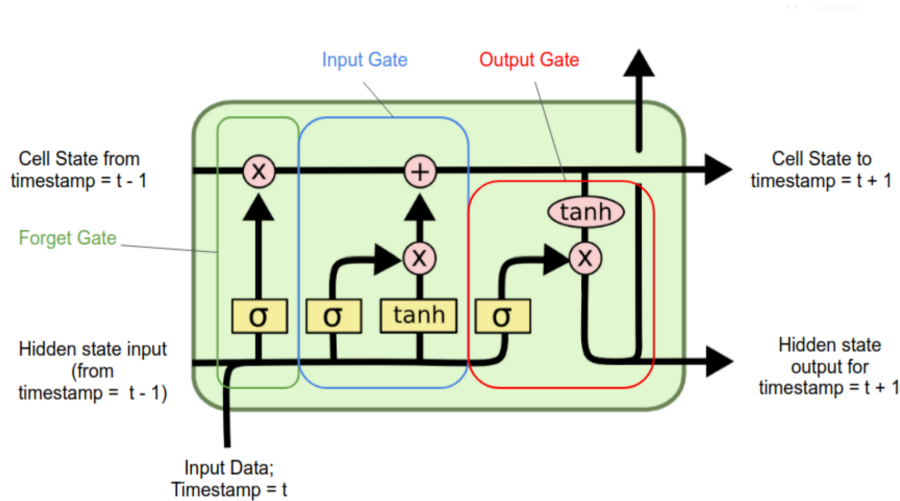 Input Gate
Output Gate
Cell State from
timestamp = t - 1
x
+
Cell State to
timestamp = t + 1
tanh
Forget Gate
x
x
σ
σ
tanh
σ
Hidden state input
(from
timestamp = t - 1)
Hidden state
output for
timestamp = t + 1
Input Data;
Timestamp = t